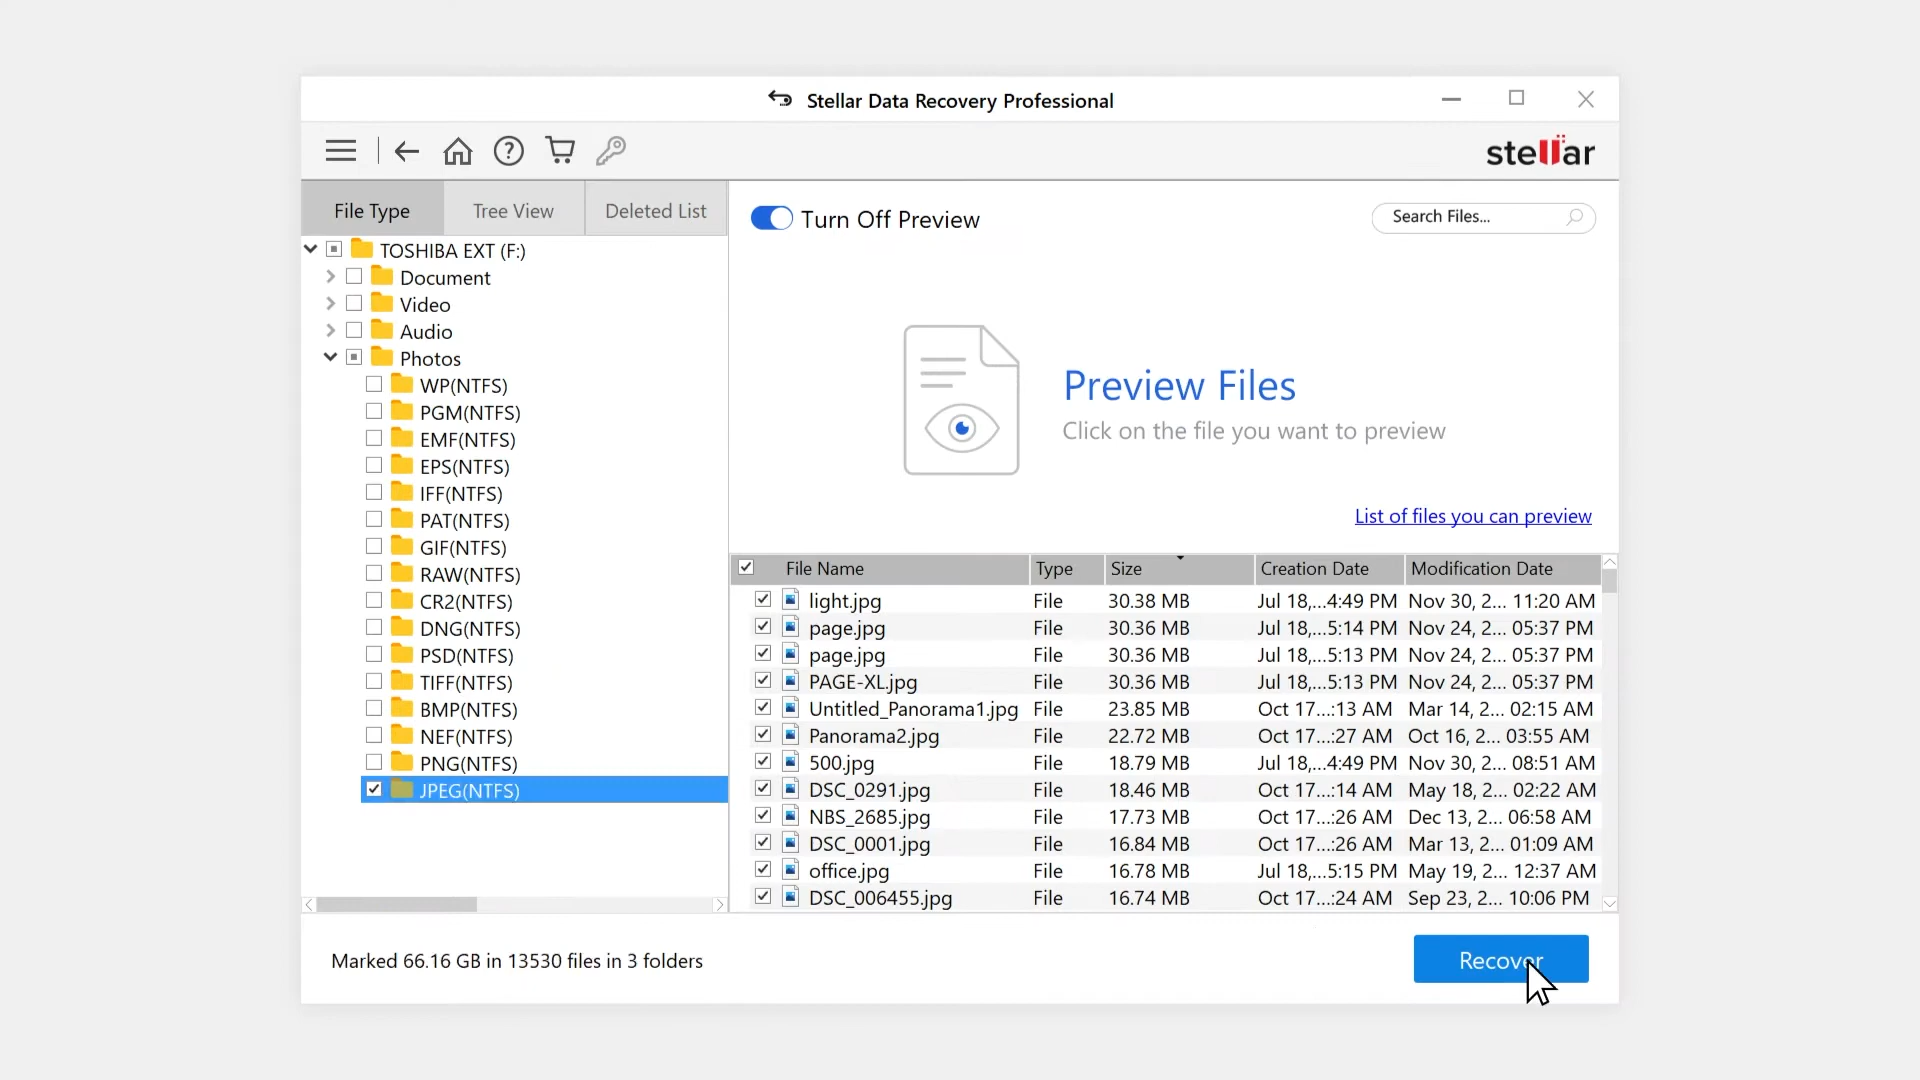 Stellar Data Recovery Professional
stellar
File Type Tree View Deleted List
Turn Off Preview
Search Files...
TOSHIBA EXT (F:)
Document
Video
Audio
Photos
WP(NTFS)
PGM(NTFS)
EMF(NTFS)
EPS(NTFS)
IFF(NTFS)
PAT(NTFS)
GIF(NTFS)
RAW(NTFS)
CR2(NTFS)
DNG(NTFS)
PSD(NTFS)
TIFF(NTFS)
BMP(NTFS)
NEF(NTFS)
PNG(NTFS)
JPEG(NTFS)
Preview Files
Click on the file you want to preview
List of files you can preview
File Name Type Size Creation Date Modification Date
light.jpg File 30.38 MB Jul 18,...4:49 PM Nov 30, 2... 11:20 AM
page.jpg File 30.36 MB Jul 18,...5:14 PM Nov 24, 2... 05:37 PM
page.jpg File 30.36 MB Jul 18,...5:13 PM Nov 24, 2... 05:37 PM
PAGE-XL.jpg File 30.36 MB Jul 18,...5:13 PM Nov 24, 2... 05:37 PM
Untitled_Panorama1.jpg File 23.85 MB Oct 17...:13 AM Mar 14, 2... 02:15 AM
Panorama2.jpg File 22.72 MB Oct 17...:27 AM Oct 16, 2... 03:55 AM
500.jpg File 18.79 MB Jul 18,...4:49 PM Nov 30, 2... 08:51 AM
DSC_0291.jpg File 18.46 MB Oct 17...:14 AM May 18, 2... 02:22 AM
NBS_2685.jpg File 17.73 MB Oct 17...:26 AM Dec 13, 2... 06:58 AM
DSC_0001.jpg File 16.84 MB Oct 17...:26 AM Mar 13, 2... 01:09 AM
office.jpg File 16.78 MB Jul 18,...5:15 PM May 19, 2... 12:37 AM
DSC_006455.jpg File 16.74 MB Oct 17...:24 AM Sep 23, 2... 10:06 PM
Marked 66.16 GB in 13530 files in 3 folders
Recover